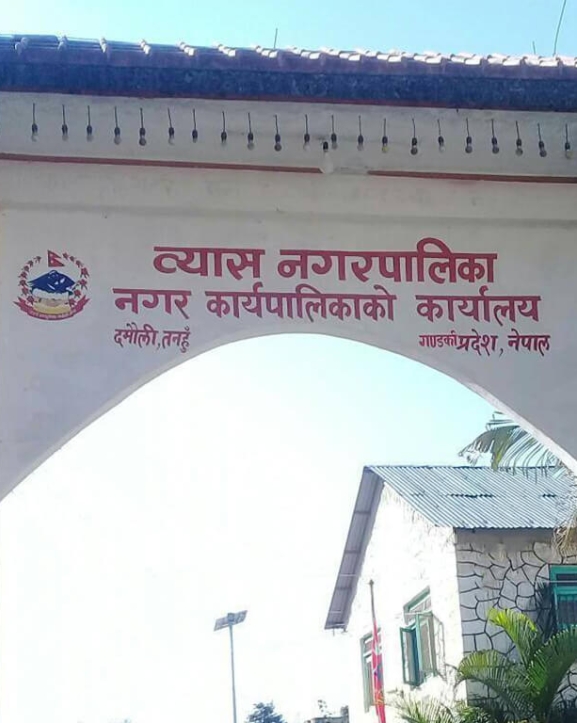 व्यास नगरपालिका
नगर कार्यपालिकाको कार्यालय
दमौली, तनहुँ गण्डकी प्रदेश, नेपाल